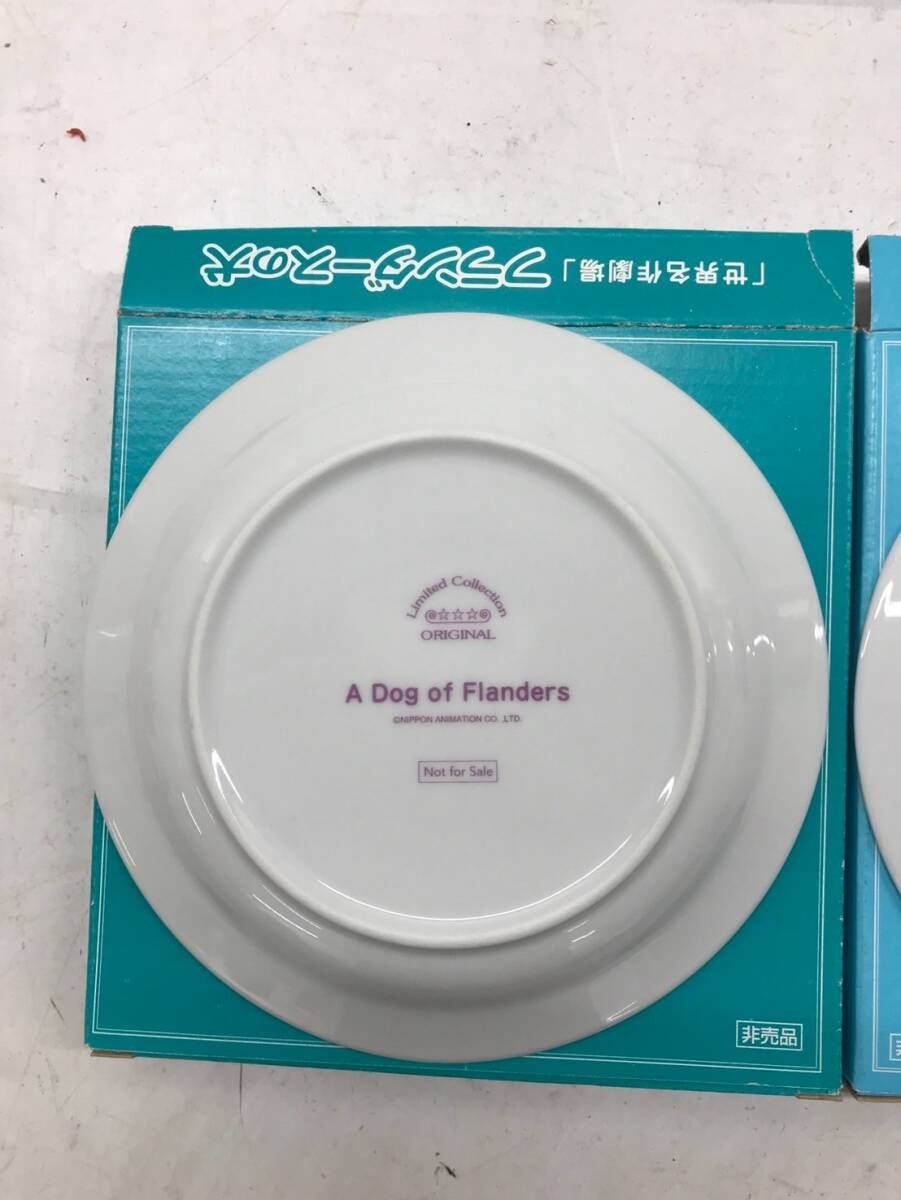 「世界名作劇場」フランダースの犬
Limited Collection
ORIGINAL
A Dog of Flanders
©NIPPON ANIMATION CO.,LTD.
Not for Sale
非売品